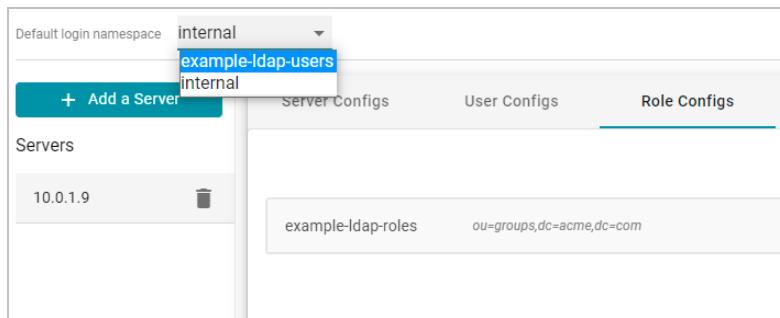 Default login namespace internal
example-ldap-users
internal
+ Add a Server
Server Configs User Configs Role Configs
Servers
10.0.1.9
example-ldap-roles ou=groups,dc=acme,dc=com